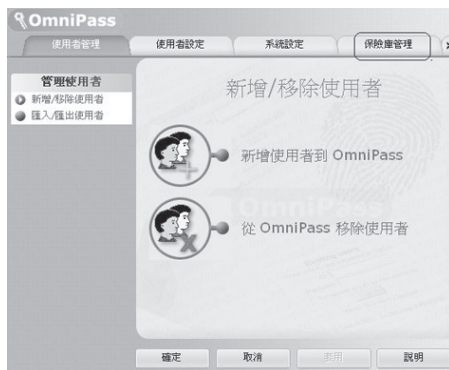 OmniPass
使用者管理 使用者設定 系統設定 保險庫管理
管理使用者
新增/移除使用者
匯入/匯出使用者
新增/移除使用者
新增使用者到 OmniPass
OmniPass
從 OmniPass 移除使用者
確定 取消 套用 說明